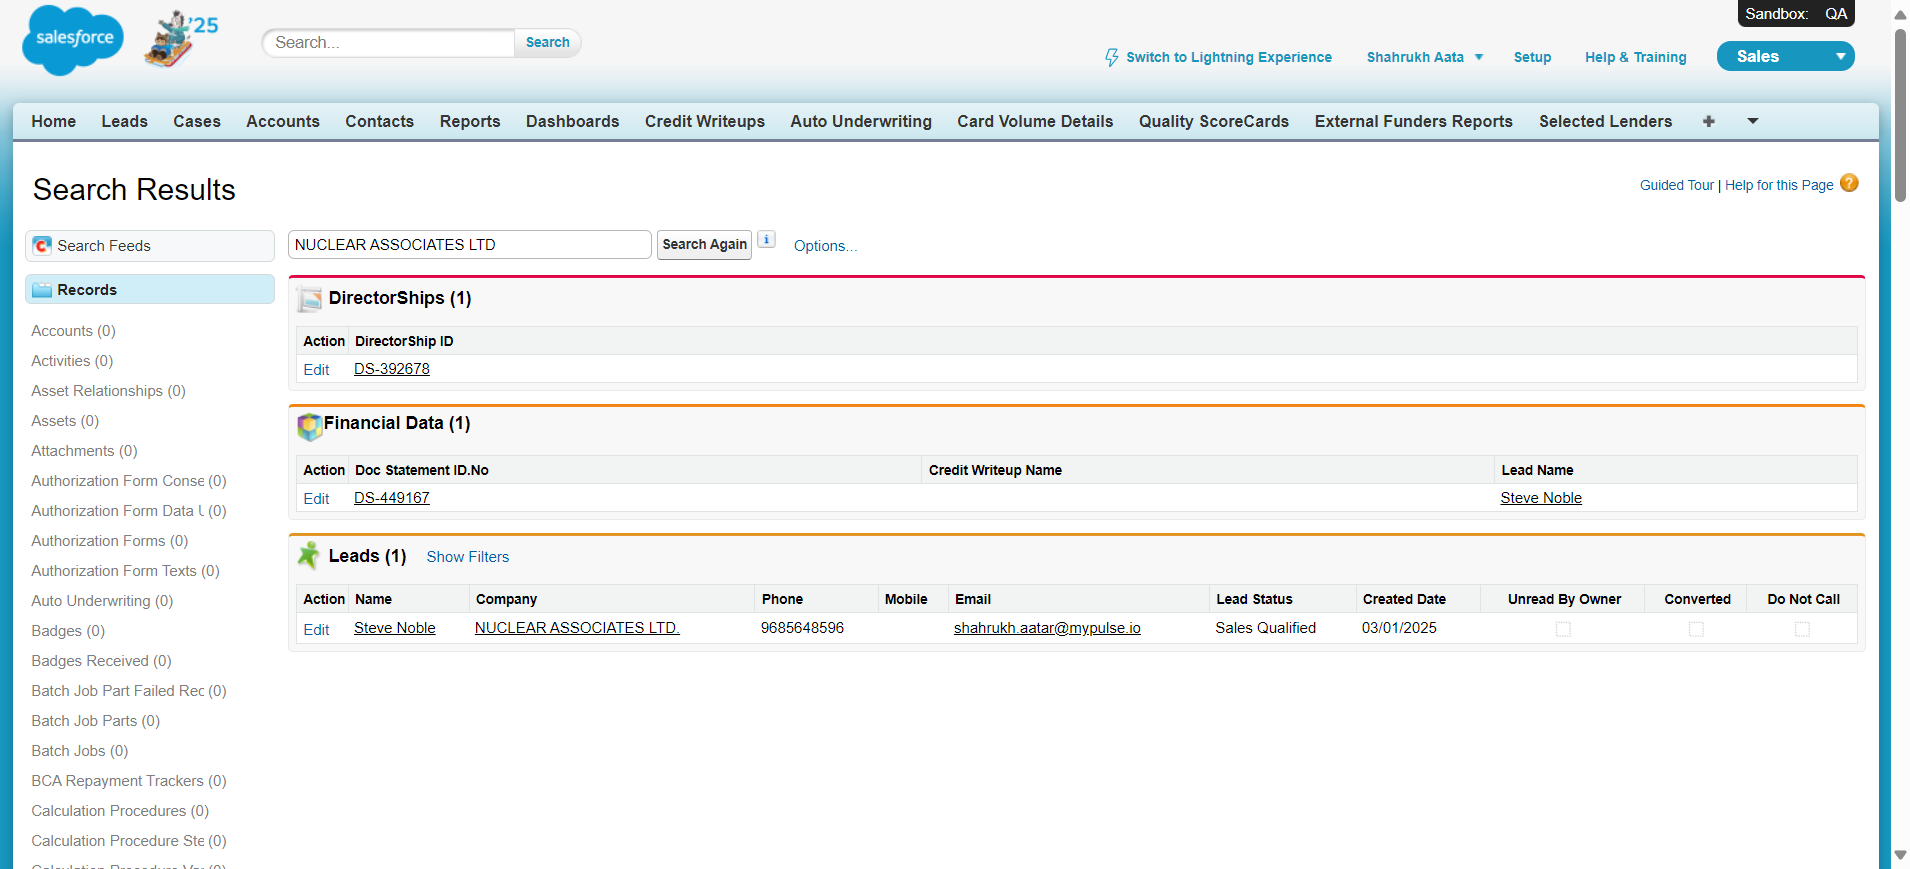 Sandbox: QA
salesforce
'25
Search...
Search
Switch to Lightning Experience
Shahrukh Aata
Setup
Help & Training
Sales
Home Leads Cases Accounts Contacts Reports Dashboards Credit Writeups Auto Underwriting Card Volume Details Quality ScoreCards External Funders Reports Selected Lenders +
Search Results
Guided Tour | Help for this Page ?
Search Feeds
Records
Accounts (0)
Activities (0)
Asset Relationships (0)
Assets (0)
Attachments (0)
Authorization Form Conse (0)
Authorization Form Data U (0)
Authorization Forms (0)
Authorization Form Texts (0)
Auto Underwriting (0)
Badges (0)
Badges Received (0)
Batch Job Part Failed Rec (0)
Batch Job Parts (0)
Batch Jobs (0)
BCA Repayment Trackers (0)
Calculation Procedures (0)
Calculation Procedure Ste (0)
NUCLEAR ASSOCIATES LTD
Search Again
i
Options...
DirectorShips (1)
Action DirectorShip ID
Edit DS-392678
Financial Data (1)
Action Doc Statement ID.No Credit Writeup Name Lead Name
Edit DS-449167 Steve Noble
Leads (1) Show Filters
Action Name Company Phone Mobile Email Lead Status Created Date Unread By Owner Converted Do Not Call
Edit Steve Noble NUCLEAR ASSOCIATES LTD. 9685648596 shahrukh.aatar@mypulse.io Sales Qualified 03/01/2025